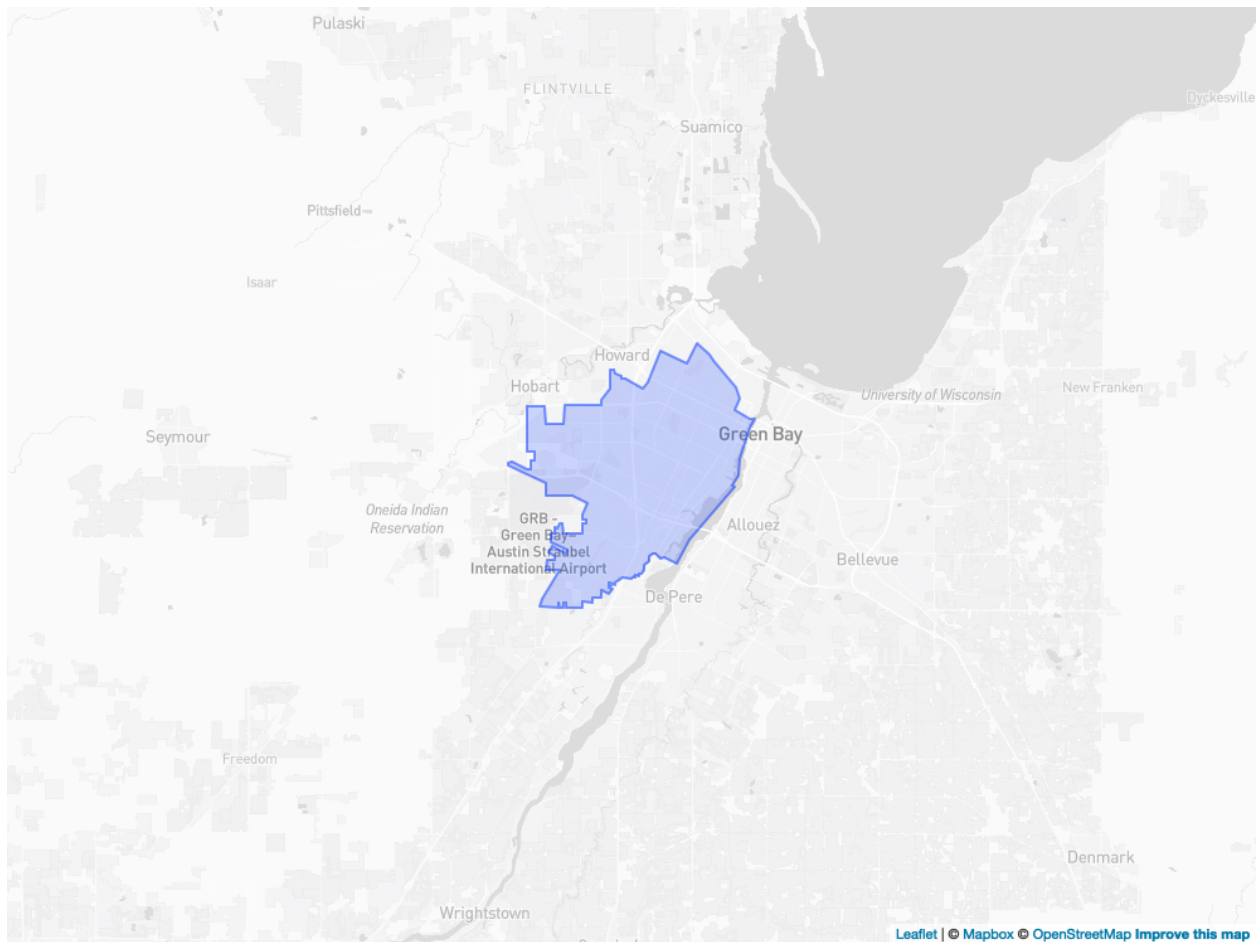 Pulaski
FLINTVILLE
Dyckesville
Suamico
Pittsfield
Isaar
Howard
Hobart
University of Wisconsin
New Franken
Seymour
Green Bay
Oneida Indian
Reservation
GRB -
Green Bay–
Austin Straubel
International Airport
Allouez
Bellevue
De Pere
Freedom
Denmark
Wrightstown
Leaflet | © Mapbox © OpenStreetMap Improve this map